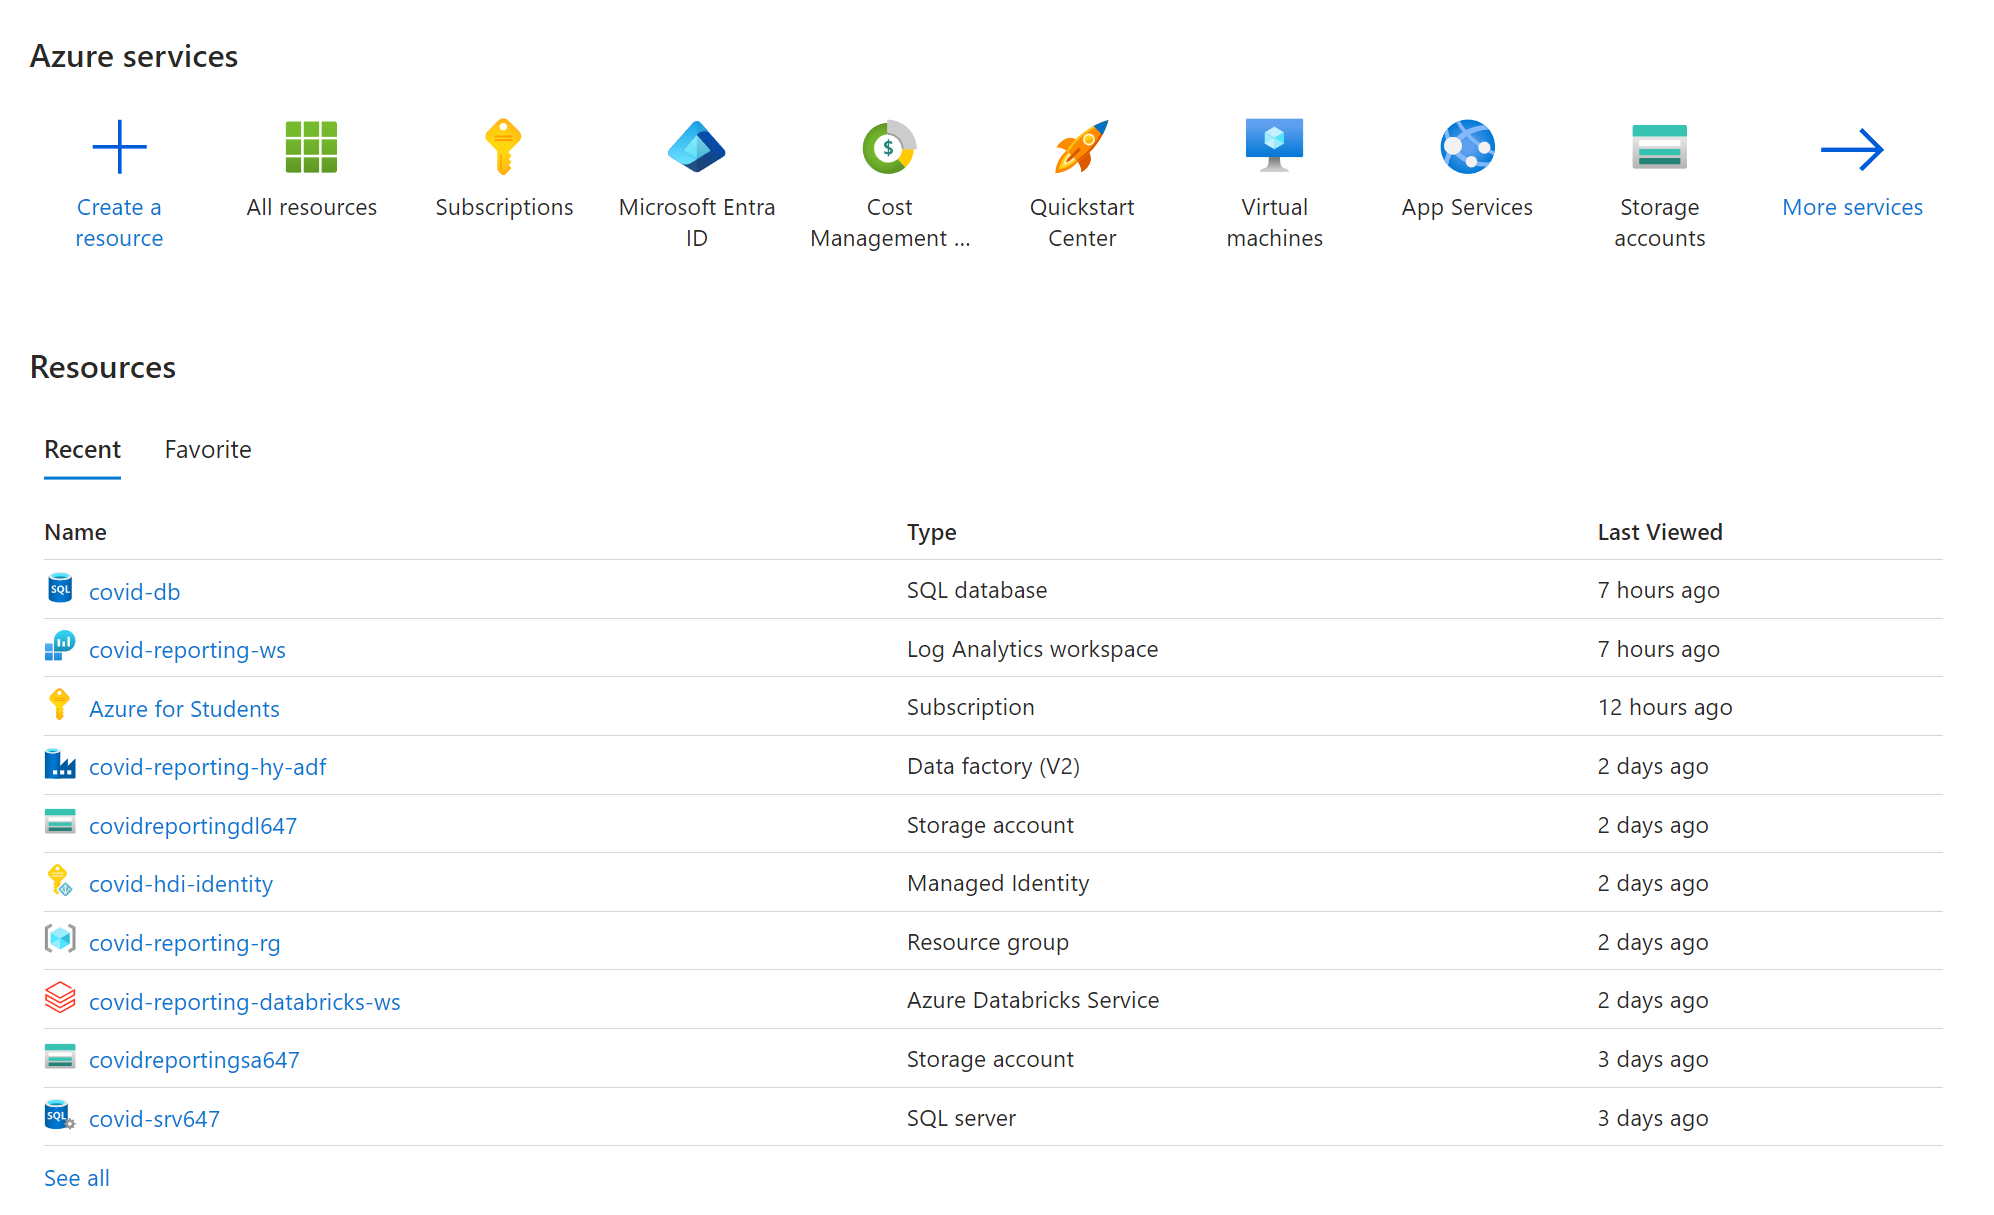 Azure services
Create a resource
All resources
Subscriptions
Microsoft Entra ID
$
Cost Management ...
Quickstart Center
Virtual machines
App Services
Storage accounts
More services
Resources
Recent Favorite
Name Type Last Viewed
SQL covid-db SQL database 7 hours ago
covid-reporting-ws Log Analytics workspace 7 hours ago
Azure for Students Subscription 12 hours ago
covid-reporting-hy-adf Data factory (V2) 2 days ago
covidreportingdl647 Storage account 2 days ago
covid-hdi-identity Managed Identity 2 days ago
covid-reporting-rg Resource group 2 days ago
covid-reporting-databricks-ws Azure Databricks Service 2 days ago
covidreportingsa647 Storage account 3 days ago
SQL covid-srv647 SQL server 3 days ago
See all